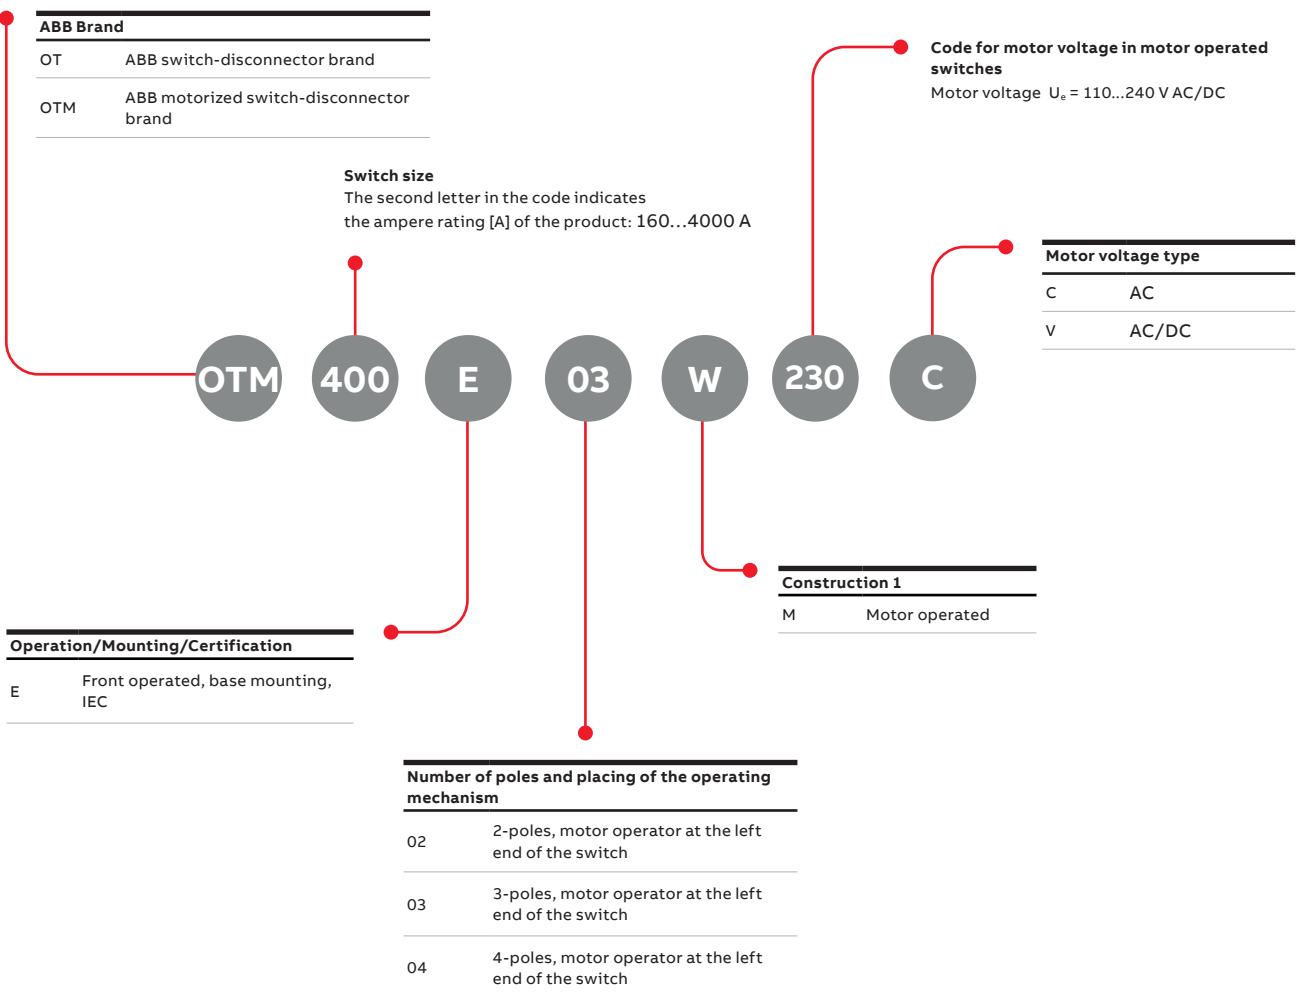 ABB Brand
OT ABB switch-disconnector brand
OTM ABB motorized switch-disconnector
brand
Code for motor voltage in motor operated
switches
Motor voltage Uₑ = 110...240 V AC/DC
Switch size
The second letter in the code indicates
the ampere rating [A] of the product: 160...4000 A
Motor voltage type
C AC
V AC/DC
OTM 400 E 03 W 230 C
Construction 1
M Motor operated
Operation/Mounting/Certification
E Front operated, base mounting,
IEC
Number of poles and placing of the operating
mechanism
02 2-poles, motor operator at the left
end of the switch
03 3-poles, motor operator at the left
end of the switch
04 4-poles, motor operator at the left
end of the switch